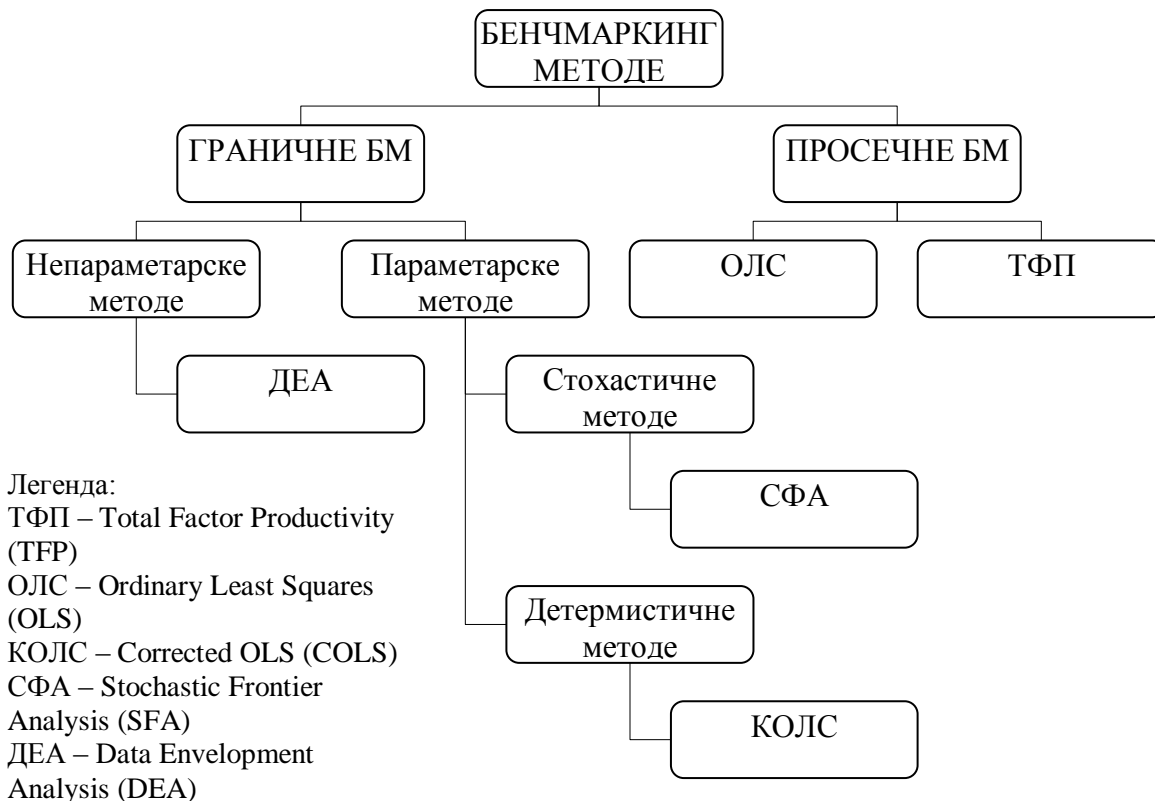 БЕНЧМАРКИНГ
МЕТОДЕ
ГРАНИЧНЕ БМ
ПРОСЕЧНЕ БМ
Непараметарске
методе
Параметарске
методе
ОЛС
ТФП
ДЕА
Стохастичне
методе
СФА
Детермистичне
методе
КОЛС
Легенда:
ТФП – Total Factor Productivity
(TFP)
ОЛС – Ordinary Least Squares
(OLS)
КОЛС – Corrected OLS (COLS)
СФА – Stochastic Frontier
Analysis (SFA)
ДЕА – Data Envelopment
Analysis (DEA)